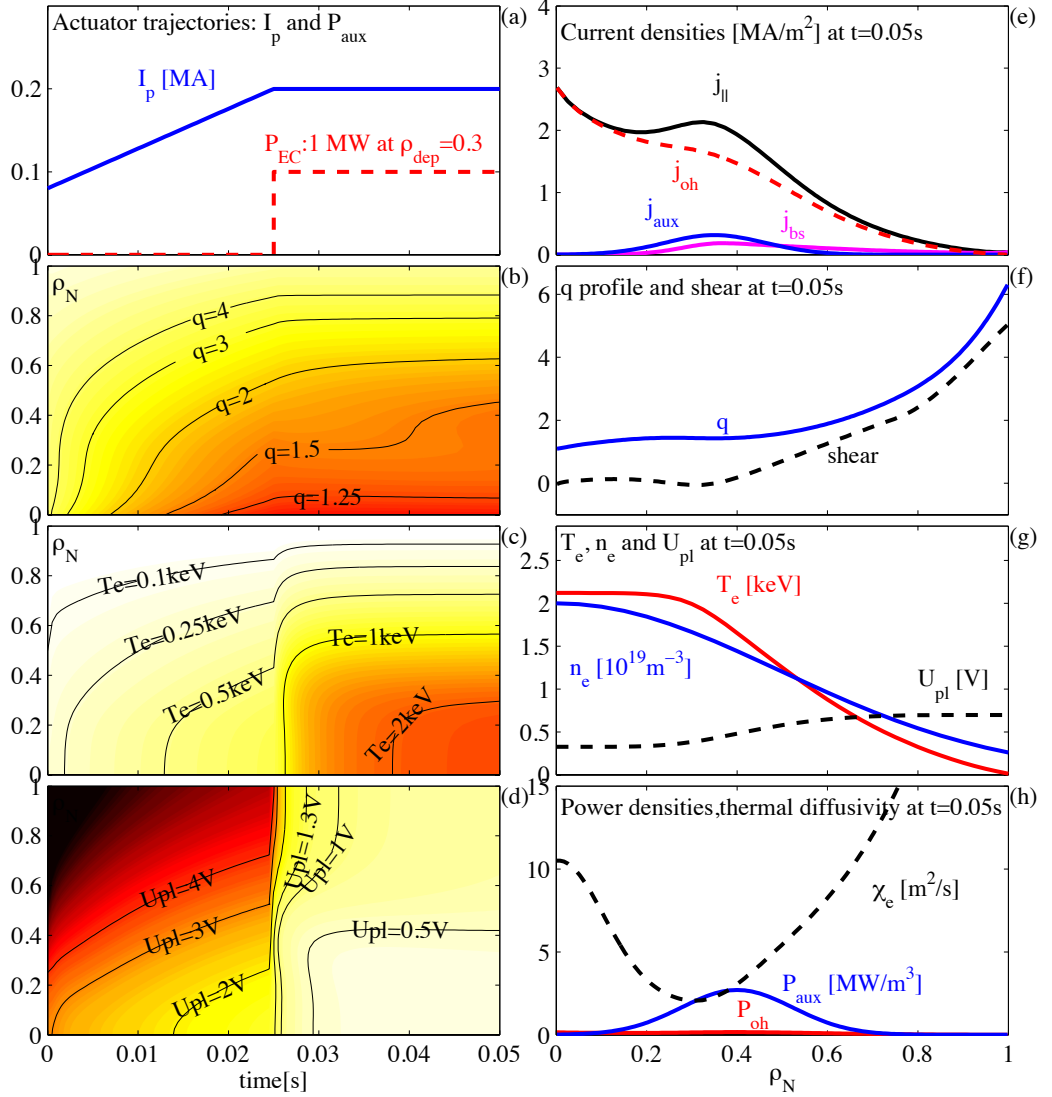 Actuator trajectories: I_p and P_aux
(a)
0.2
0.1
0
I_p [MA]
P_EC:1 MW at ρ_dep=0.3
ρ_N
(b)
1
0.8
0.6
0.4
0.2
0
q=4
q=3
q=2
q=1.5
q=1.25
ρ_N
(c)
1
0.8
0.6
0.4
0.2
0
Te=0.1keV
Te=0.25keV
Te=0.5keV
Te=1keV
Te=2keV
(d)
1
0.8
0.6
0.4
0.2
0
Upl=4V
Upl=3V
Upl=2V
Upl=1.3V
Upl=1V
Upl=0.5V
0 0.01 0.02 0.03 0.04 0.05
time[s]
Current densities [MA/m²] at t=0.05s
(e)
4
3
2
1
0
j_||
j_oh
j_aux
j_bs
q profile and shear at t=0.05s
(f)
6
4
2
0
q
shear
T_e, n_e and U_pl at t=0.05s
(g)
2.5
2
1.5
1
0.5
0
T_e [keV]
n_e [10¹⁹m⁻³]
U_pl [V]
Power densities,thermal diffusivity at t=0.05s
(h)
15
10
5
0
χ_e [m²/s]
P_aux [MW/m³]
P_oh
0 0.2 0.4 0.6 0.8 1
ρ_N